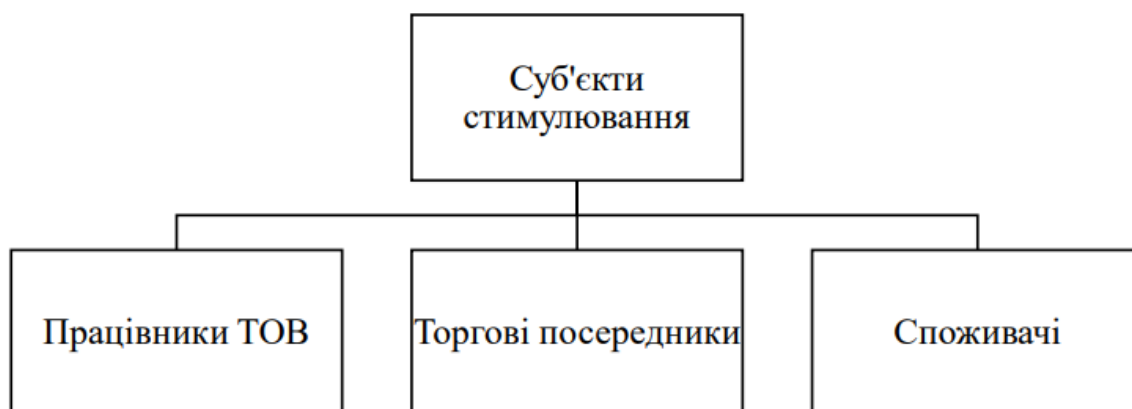 Суб'єкти
стимулювання
Працівники ТОВ
Торгові посередники
Споживачі